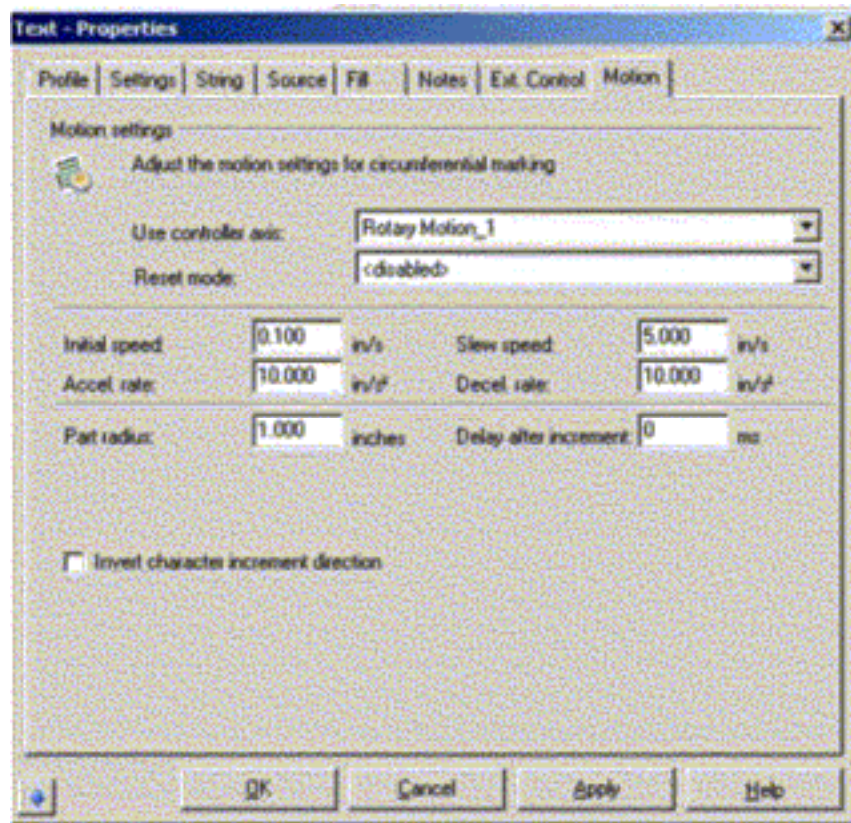 Text - Properties
Profile Settings String Source Fill Notes Ext. Control Motion
Motion settings
Adjust the motion settings for circumferential marking
Use controller axis: Rotary Motion_1
Reset mode: <disabled>
Initial speed: 0.100 in/s Slew speed: 5.000 in/s
Accel. rate: 10.000 in/s² Decel. rate: 10.000 in/s²
Part radius: 1.000 inches Delay after increment: 0 ms
Invert character increment direction
OK Cancel Apply Help